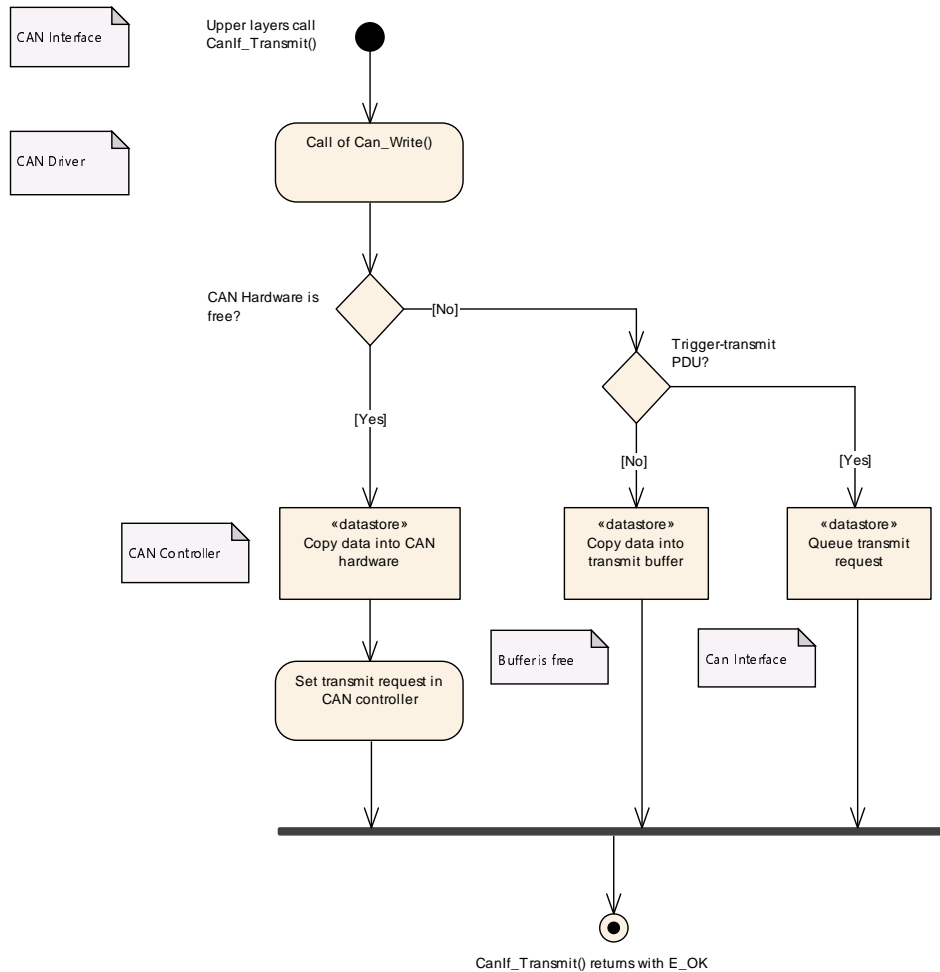 CAN Interface
Upper layers call
CanIf_Transmit()
CAN Driver
Call of Can_Write()
CAN Hardware is
free?
[No]
Trigger-transmit
PDU?
[Yes]
[No]
[Yes]
CAN Controller
«datastore»
Copy data into CAN
hardware
«datastore»
Copy data into
transmit buffer
«datastore»
Queue transmit
request
Buffer is free
Can Interface
Set transmit request in
CAN controller
CanIf_Transmit() returns with E_OK